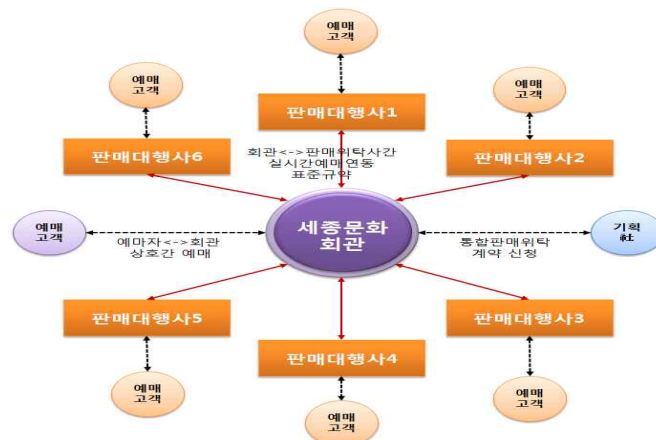 예매
고객
예매
고객
예매
고객
판매대행사1
판매대행사6
판매대행사2
회관<->판매위탁사간
실시간예매연동
표준규약
예매
고객
예마자<->회관
상호간 예매
세종문화
회관
통합판매위탁
계약 신청
기획
社
판매대행사5
판매대행사3
판매대행사4
예매
고객
예매
고객
예매
고객